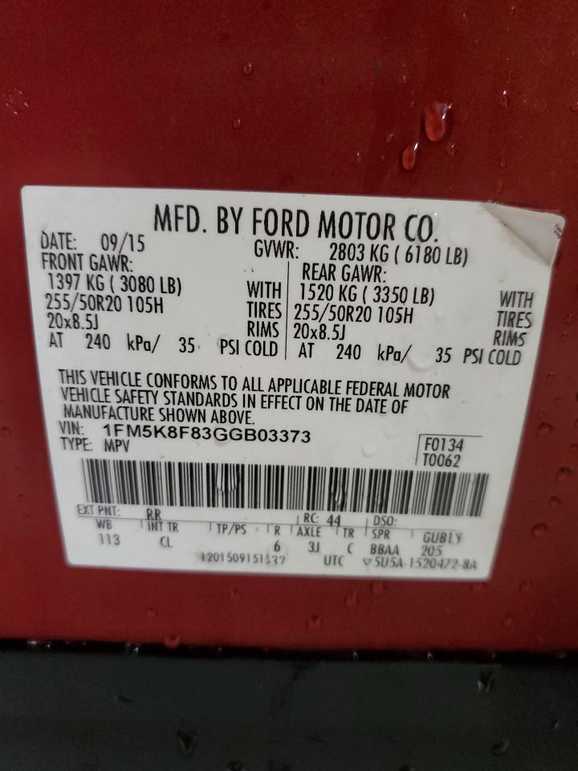 MFD. BY FORD MOTOR CO.
DATE: 09/15 GVWR: 2803 KG ( 6180 LB)
FRONT GAWR: REAR GAWR:
1397 KG ( 3080 LB) WITH 1520 KG ( 3350 LB) WITH
255/50R20 105H TIRES 255/50R20 105H TIRES
20x8.5J RIMS 20x8.5J RIMS
AT 240 kPa/ 35 PSI COLD AT 240 kPa/ 35 PSI COLD
THIS VEHICLE CONFORMS TO ALL APPLICABLE FEDERAL MOTOR
VEHICLE SAFETY STANDARDS IN EFFECT ON THE DATE OF
MANUFACTURE SHOWN ABOVE.
VIN: 1FM5K8F83GGB03373 F0134
TYPE: MPV T0062
EXT PNT: RR RC: 44 DSO:
WB INT TR TP/PS R AXLE TR SPR GUBLY
113 CL 6 3J C BBAA 205
UTC